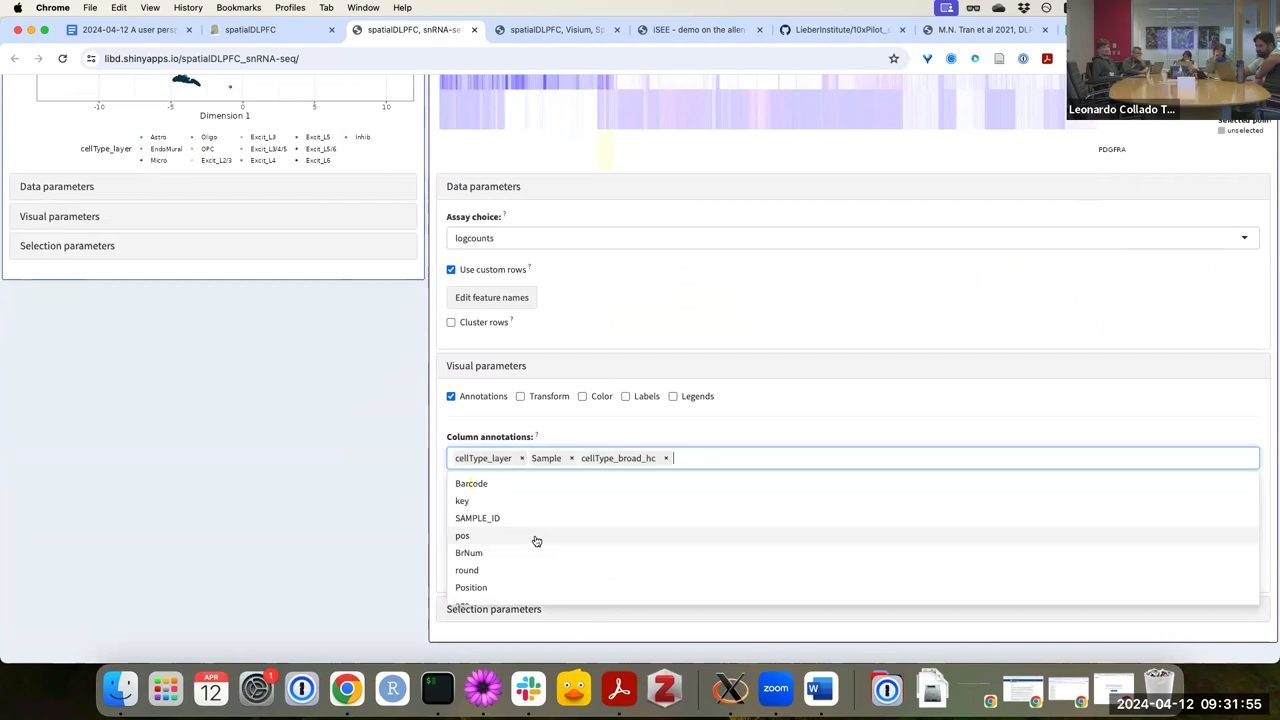 Chrome File Edit View History Bookmarks Profiles Tab Window Help
2024-04-12 A user persp
spatialDLPFC
spatialDLPFC, snRNA-se
spatialDLPFC, Visium, Sp
iSEE - demo on the allen
LieberInstitute/10xPilot_s
M.N. Tran et al 2021, DLP
libd.shinyapps.io/spatialDLPFC_snRNA-seq/
Leonardo Collado T...
-10 -5 0 5 10
Dimension 1
cellType_layer
Astro Oligo Excit_L3 Excit_L5 Inhib
EndoMural OPC Excit_L3/4/5 Excit_L5/6
Micro Excit_L2/3 Excit_L4 Excit_L6
Data parameters
Visual parameters
Selection parameters
unselected
PDGFRA
Data parameters
Assay choice: ?
logcounts
Use custom rows ?
Edit feature names
Cluster rows ?
Visual parameters
Annotations Transform Color Labels Legends
Column annotations: ?
cellType_layer × Sample × cellType_broad_hc ×
Barcode
key
SAMPLE_ID
pos
BrNum
round
Position
Selection parameters
APR
12
1
zoom
2024-04-12 09:31:55